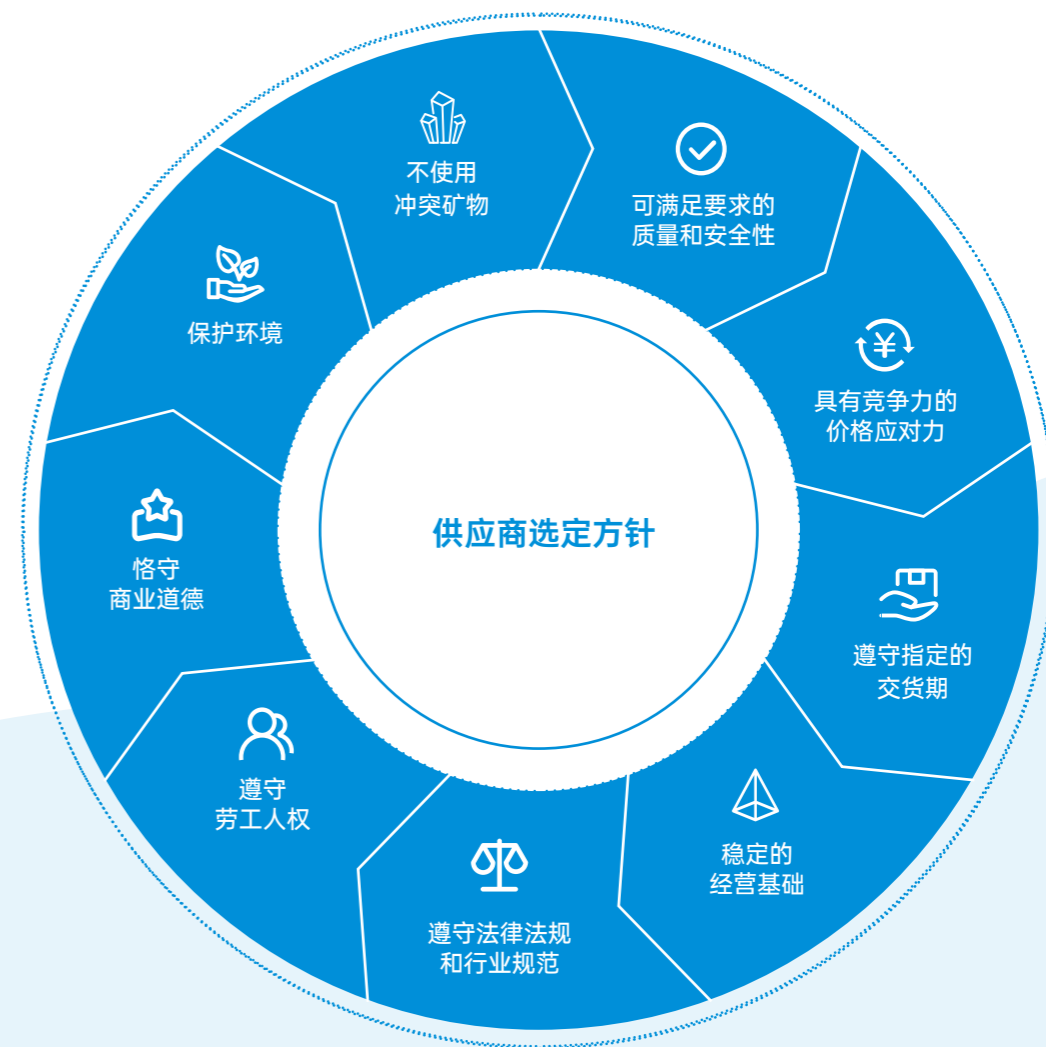 供应商选定方针
可满足要求的
质量和安全性
具有竞争力的
价格应对力
遵守指定的
交货期
稳定的
经营基础
遵守法律法规
和行业规范
遵守
劳工人权
恪守
商业道德
保护环境
不使用
冲突矿物